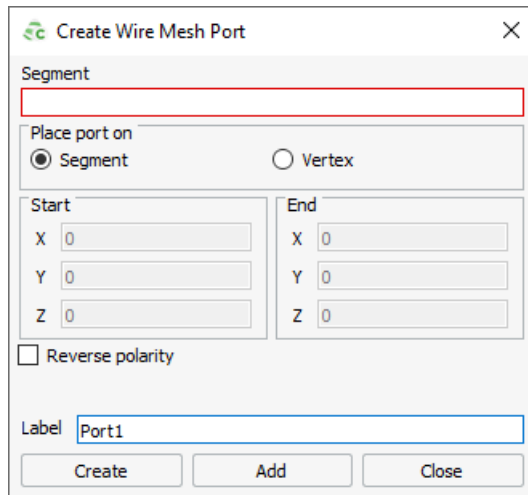 Create Wire Mesh Port
Segment
Place port on
Segment Vertex
Start End
X 0 X 0
Y 0 Y 0
Z 0 Z 0
Reverse polarity
Label Port1
Create Add Close